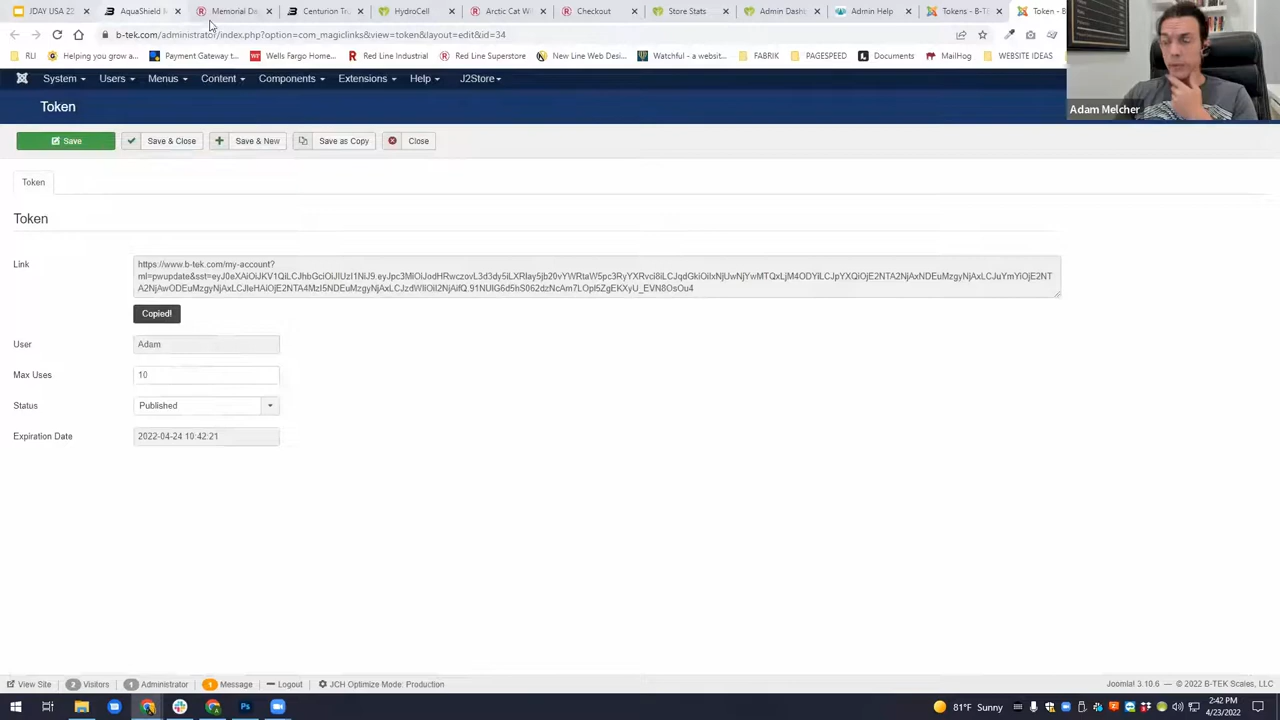 JDAY USA 22
AquaShield
Memorial Da
Centurion Tru
HydroCell
Arctic Cat Wi
Checkout
Store Stats
Admin Dash
Admin Help
Tokens - B-T
Token - B
b-tek.com/administrator/index.php?option=com_magiclinks&view=token&layout=edit&id=34
RLI
Helping you grow a...
Payment Gateway t...
Wells Fargo Home...
Red Line Industrial
Red Line Superstore
New Line Web Desi...
Watchful - a websit...
FABRIK
PAGESPEED
Documents
MailHog
WEBSITE IDEAS
System
Users
Menus
Content
Components
Extensions
Help
J2Store
Adam Melcher
Token
Save
Save & Close
Save & New
Save as Copy
Close
Token
Token
Link
https://www.b-tek.com/my-account?
Copied!
User
Adam
Max Uses
10
Status
Published
Expiration Date
2022-04-24 10:42:21
View Site
2 Visitors
1 Administrator
1 Message
Logout
JCH Optimize Mode: Production
Joomla! 3.10.6 — © 2022 B-TEK Scales, LLC
81°F Sunny
2:42 PM
4/23/2022